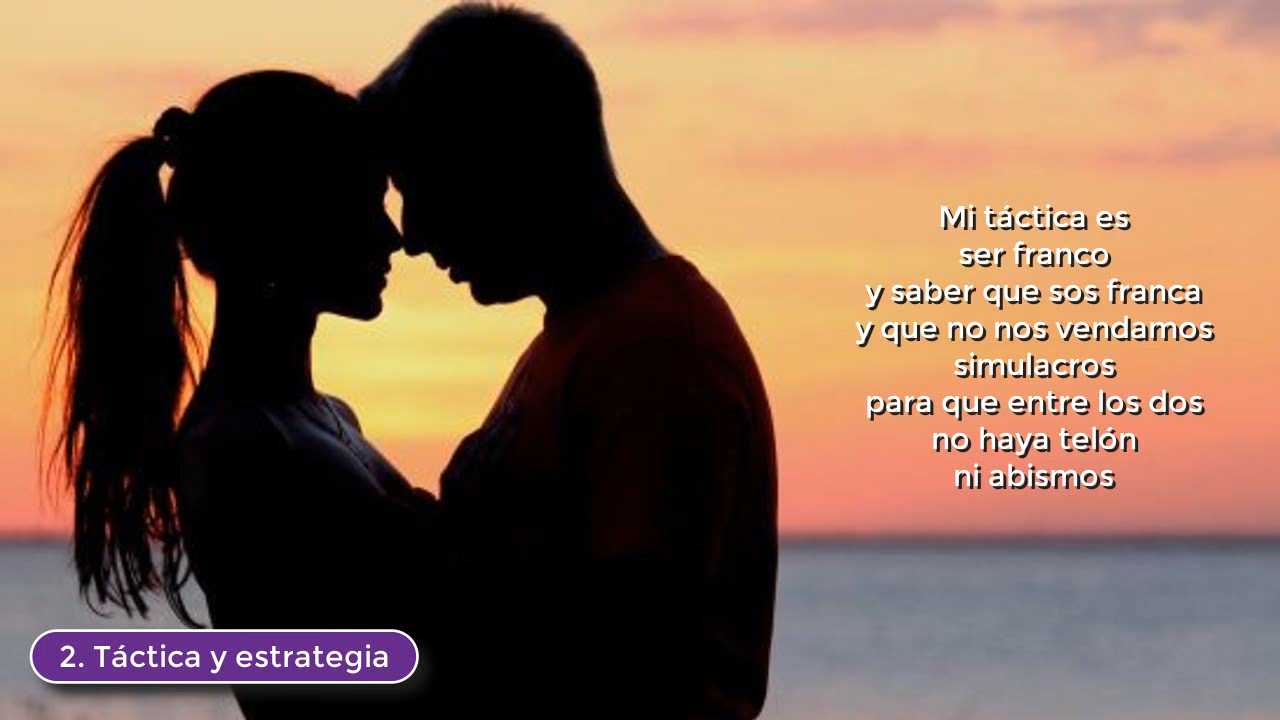 Mi táctica es
ser franco
y saber que sos franca
y que no nos vendamos
simulacros
para que entre los dos
no haya telón
ni abismos
2. Táctica y estrategia